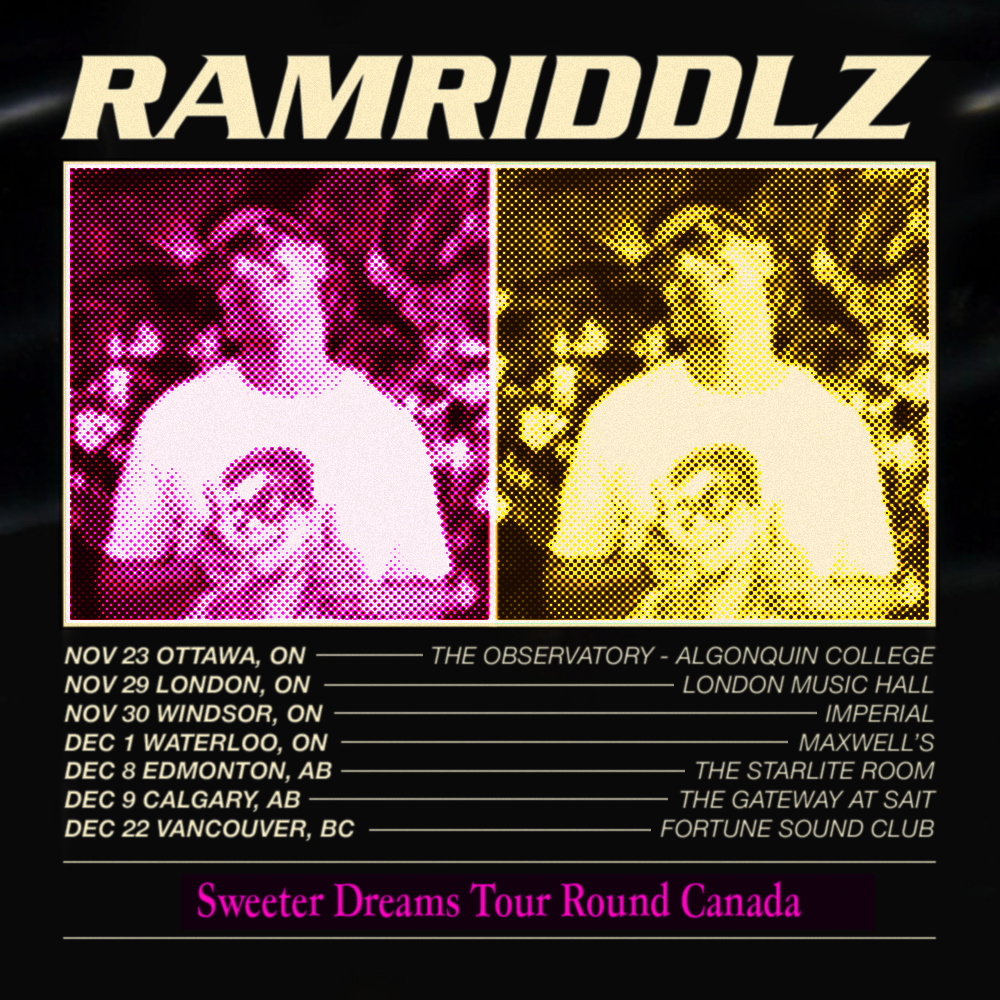 RAMRIDDLZ
NOV 23 OTTAWA, ON THE OBSERVATORY - ALGONQUIN COLLEGE
NOV 29 LONDON, ON LONDON MUSIC HALL
NOV 30 WINDSOR, ON IMPERIAL
DEC 1 WATERLOO, ON MAXWELL'S
DEC 8 EDMONTON, AB THE STARLITE ROOM
DEC 9 CALGARY, AB THE GATEWAY AT SAIT
DEC 22 VANCOUVER, BC FORTUNE SOUND CLUB
Sweeter Dreams Tour Round Canada